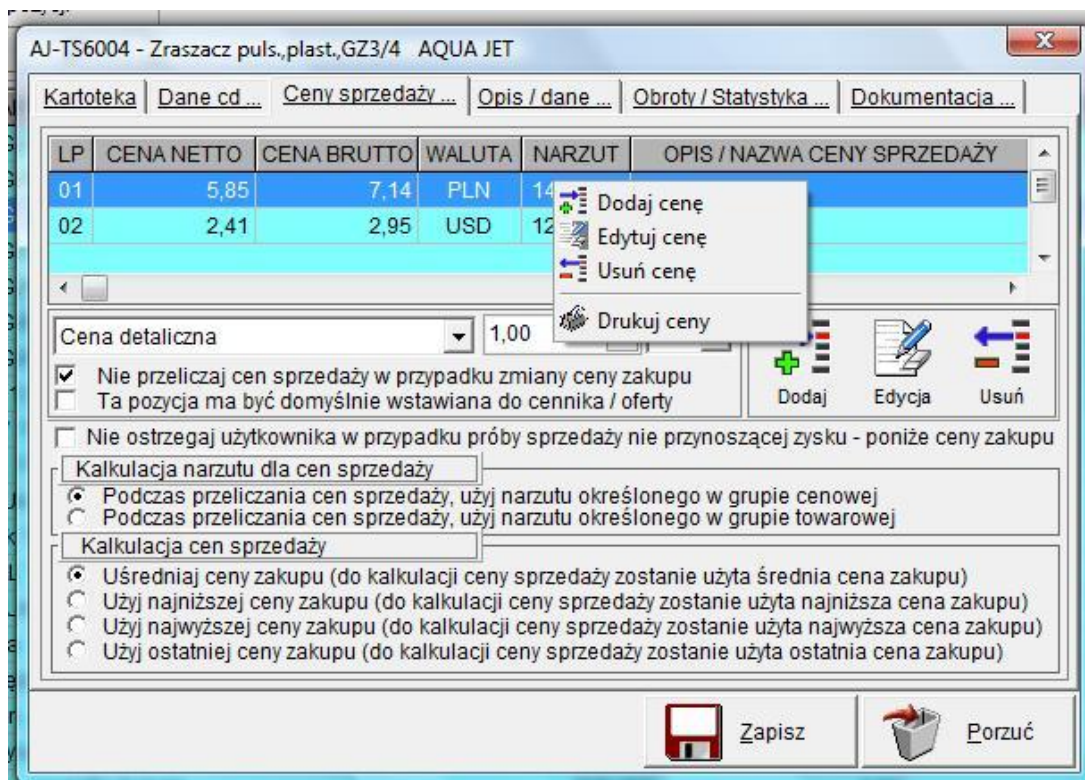 AJ-TS6004 - Zraszacz puls.,plast.,GZ3/4 AQUA JET
Kartoteka Dane cd ... Ceny sprzedaży ... Opis / dane ... Obroty / Statystyka ... Dokumentacja ...
LP CENA NETTO CENA BRUTTO WALUTA NARZUT OPIS / NAZWA CENY SPRZEDAŻY
01 5,85 7,14 PLN
02 2,41 2,95 USD
Dodaj cenę
Edytuj cenę
Usuń cenę
Drukuj ceny
Cena detaliczna 1,00
Nie przeliczaj cen sprzedaży w przypadku zmiany ceny zakupu
Ta pozycja ma być domyślnie wstawiana do cennika / oferty
Dodaj Edycja Usuń
Nie ostrzegaj użytkownika w przypadku próby sprzedaży nie przynoszącej zysku - poniże ceny zakupu
Kalkulacja narzutu dla cen sprzedaży
Podczas przeliczania cen sprzedaży, użyj narzutu określonego w grupie cenowej
Podczas przeliczania cen sprzedaży, użyj narzutu określonego w grupie towarowej
Kalkulacja cen sprzedaży
Uśredniaj ceny zakupu (do kalkulacji ceny sprzedaży zostanie użyta średnia cena zakupu)
Użyj najniższej ceny zakupu (do kalkulacji ceny sprzedaży zostanie użyta najniższa cena zakupu)
Użyj najwyższej ceny zakupu (do kalkulacji ceny sprzedaży zostanie użyta najwyższa cena zakupu)
Użyj ostatniej ceny zakupu (do kalkulacji ceny sprzedaży zostanie użyta ostatnia cena zakupu)
Zapisz Porzuć